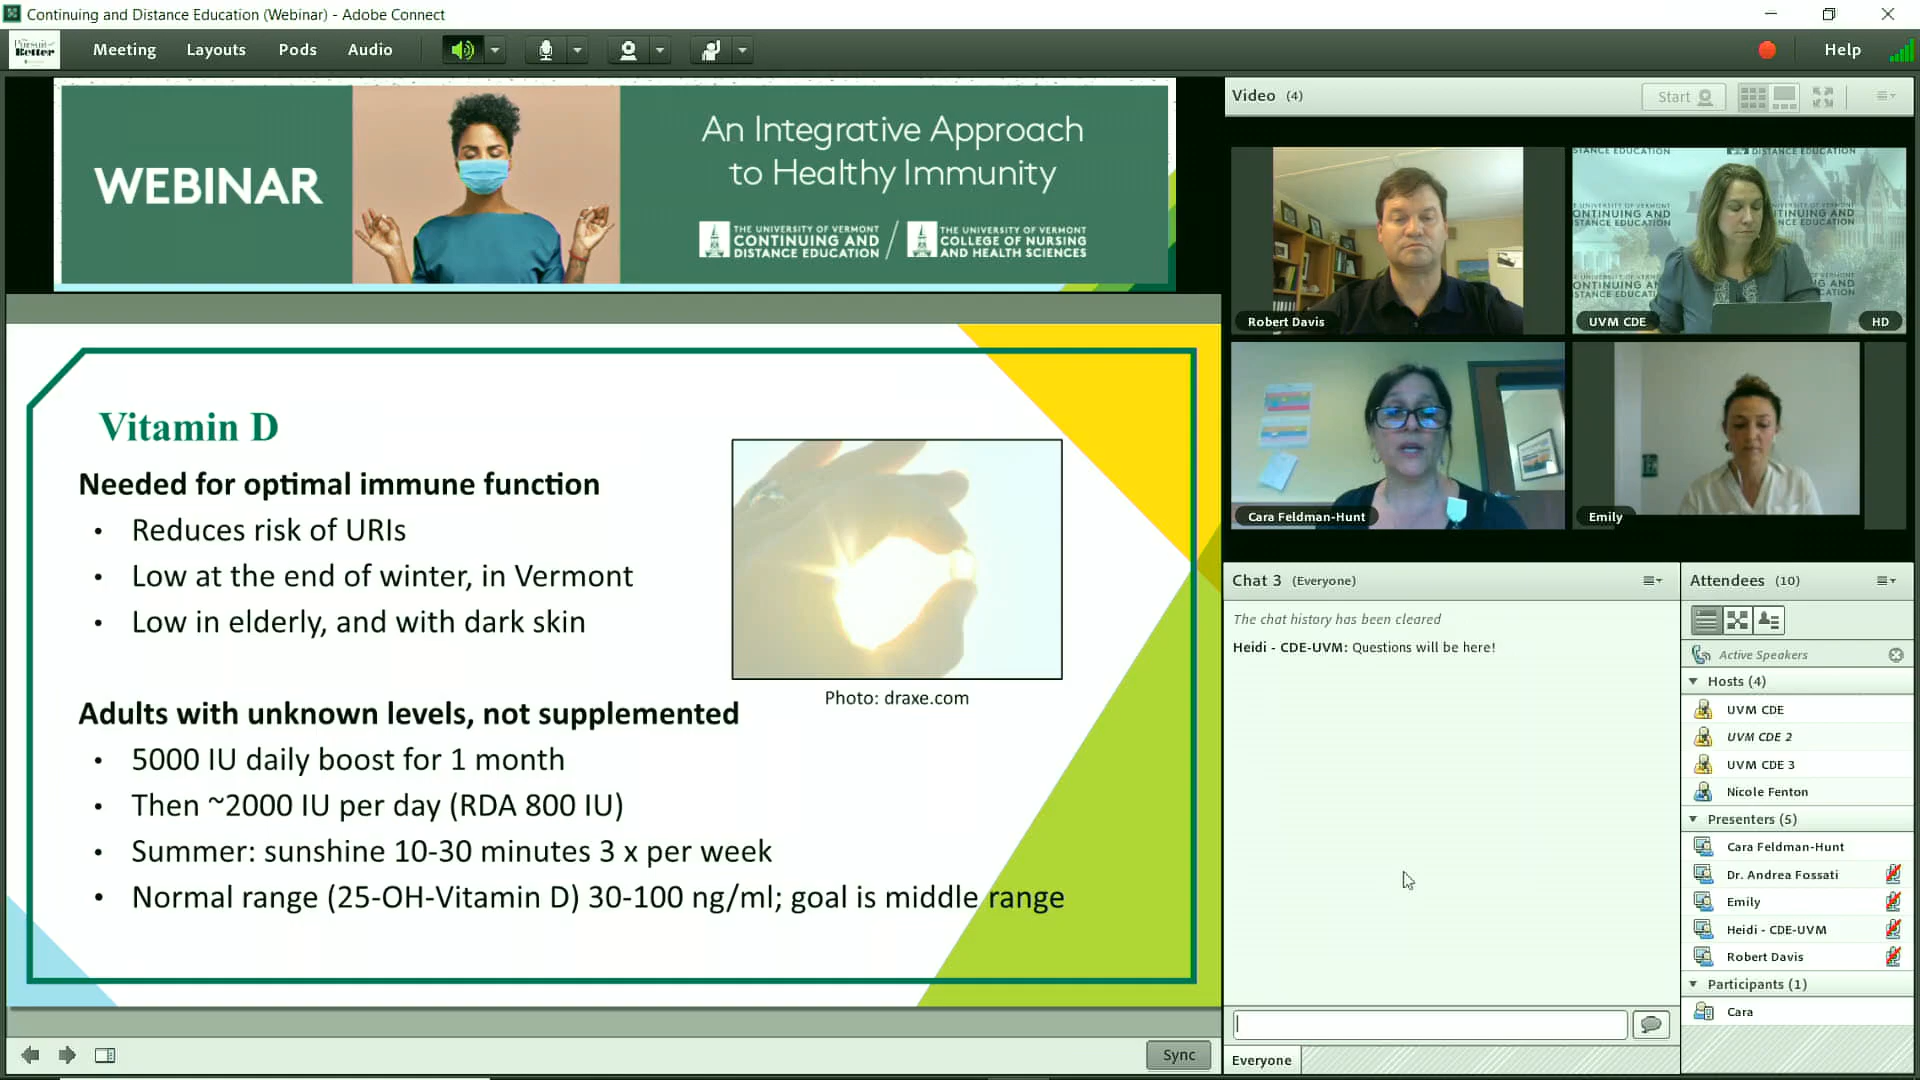 Continuing and Distance Education (Webinar) - Adobe Connect
Pursuit of
Better
Meeting
Layouts
Pods
Audio
Help
WEBINAR
An Integrative Approach
to Healthy Immunity
THE UNIVERSITY OF VERMONT
CONTINUING AND
DISTANCE EDUCATION
THE UNIVERSITY OF VERMONT
COLLEGE OF NURSING
AND HEALTH SCIENCES
Vitamin D
Needed for optimal immune function
• Reduces risk of URIs
• Low at the end of winter, in Vermont
• Low in elderly, and with dark skin
Photo: draxe.com
Adults with unknown levels, not supplemented
• 5000 IU daily boost for 1 month
• Then ~2000 IU per day (RDA 800 IU)
• Summer: sunshine 10-30 minutes 3 x per week
• Normal range (25-OH-Vitamin D) 30-100 ng/ml; goal is middle range
Sync
Video (4)
Start
Robert Davis
DISTANCE EDUCATION
CONTINUING AND
UVM CDE
HD
Cara Feldman-Hunt
Emily
Chat 3 (Everyone)
The chat history has been cleared
Heidi - CDE-UVM: Questions will be here!
Everyone
Attendees (10)
Active Speakers
Hosts (4)
UVM CDE
UVM CDE 2
UVM CDE 3
Nicole Fenton
Presenters (5)
Cara Feldman-Hunt
Dr. Andrea Fossati
Emily
Heidi - CDE-UVM
Robert Davis
Participants (1)
Cara